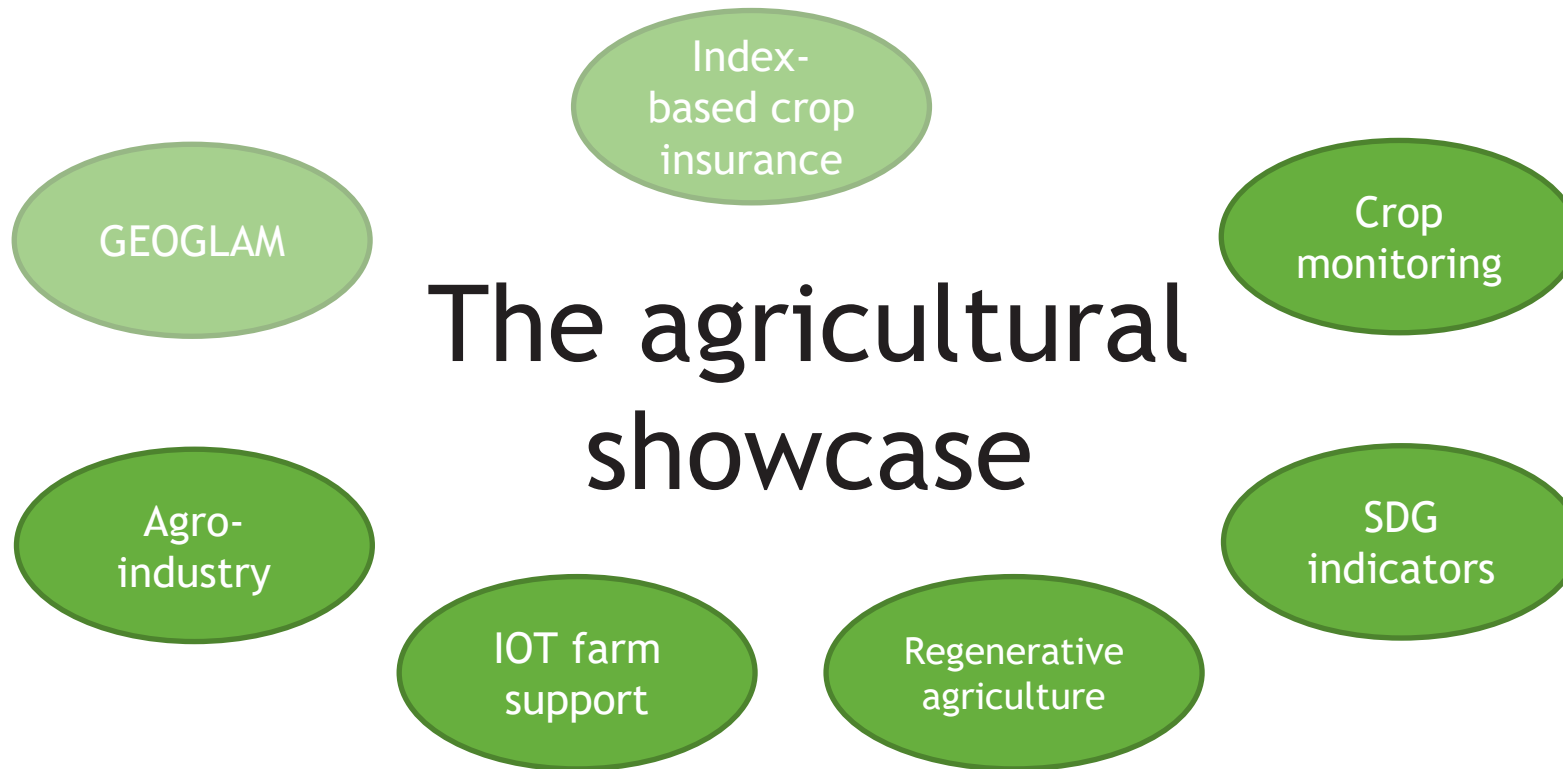 Index-
based crop
insurance
GEOGLAM
Crop
monitoring
The agricultural
showcase
Agro-
industry
SDG
indicators
IOT farm
support
Regenerative
agriculture